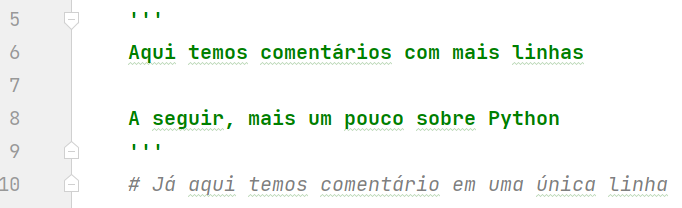 5 '''
6 Aqui temos comentários com mais linhas
7
8 A seguir, mais um pouco sobre Python
9 '''
10 # Já aqui temos comentário em uma única linha